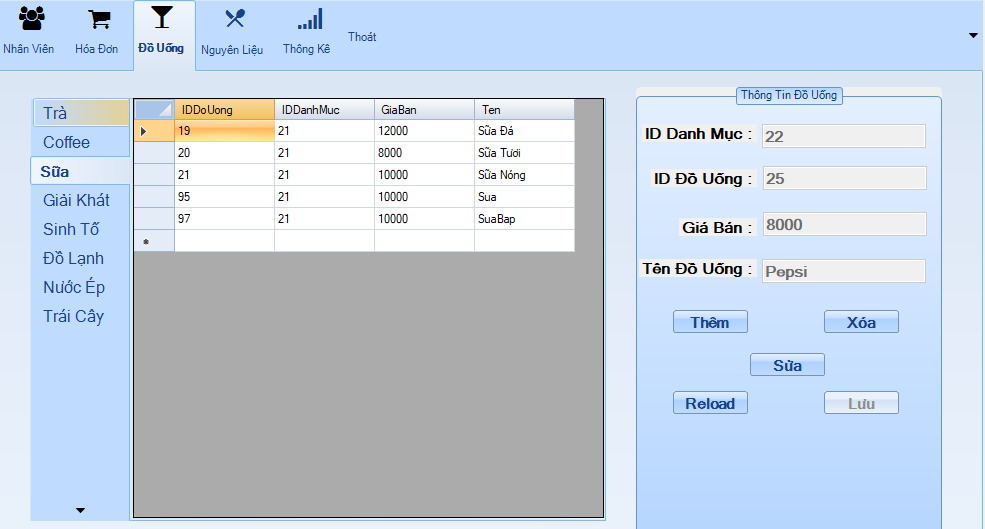 Nhân Viên Hóa Đơn Đồ Uống Nguyên Liệu Thống Kê Thoát
Trà
Coffee
Sữa
Giải Khát
Sinh Tố
Đồ Lạnh
Nước Ép
Trái Cây
IDDoUong IDDanhMuc GiaBan Ten
19 21 12000 Sữa Đá
20 21 8000 Sữa Tươi
21 21 10000 Sữa Nóng
95 21 10000 Sua
97 21 10000 SuaBap
*
Thông Tin Đồ Uống
ID Danh Mục : 22
ID Đồ Uống : 25
Giá Bán : 8000
Tên Đồ Uống : Pepsi
Thêm Xóa
Sửa
Reload Lưu